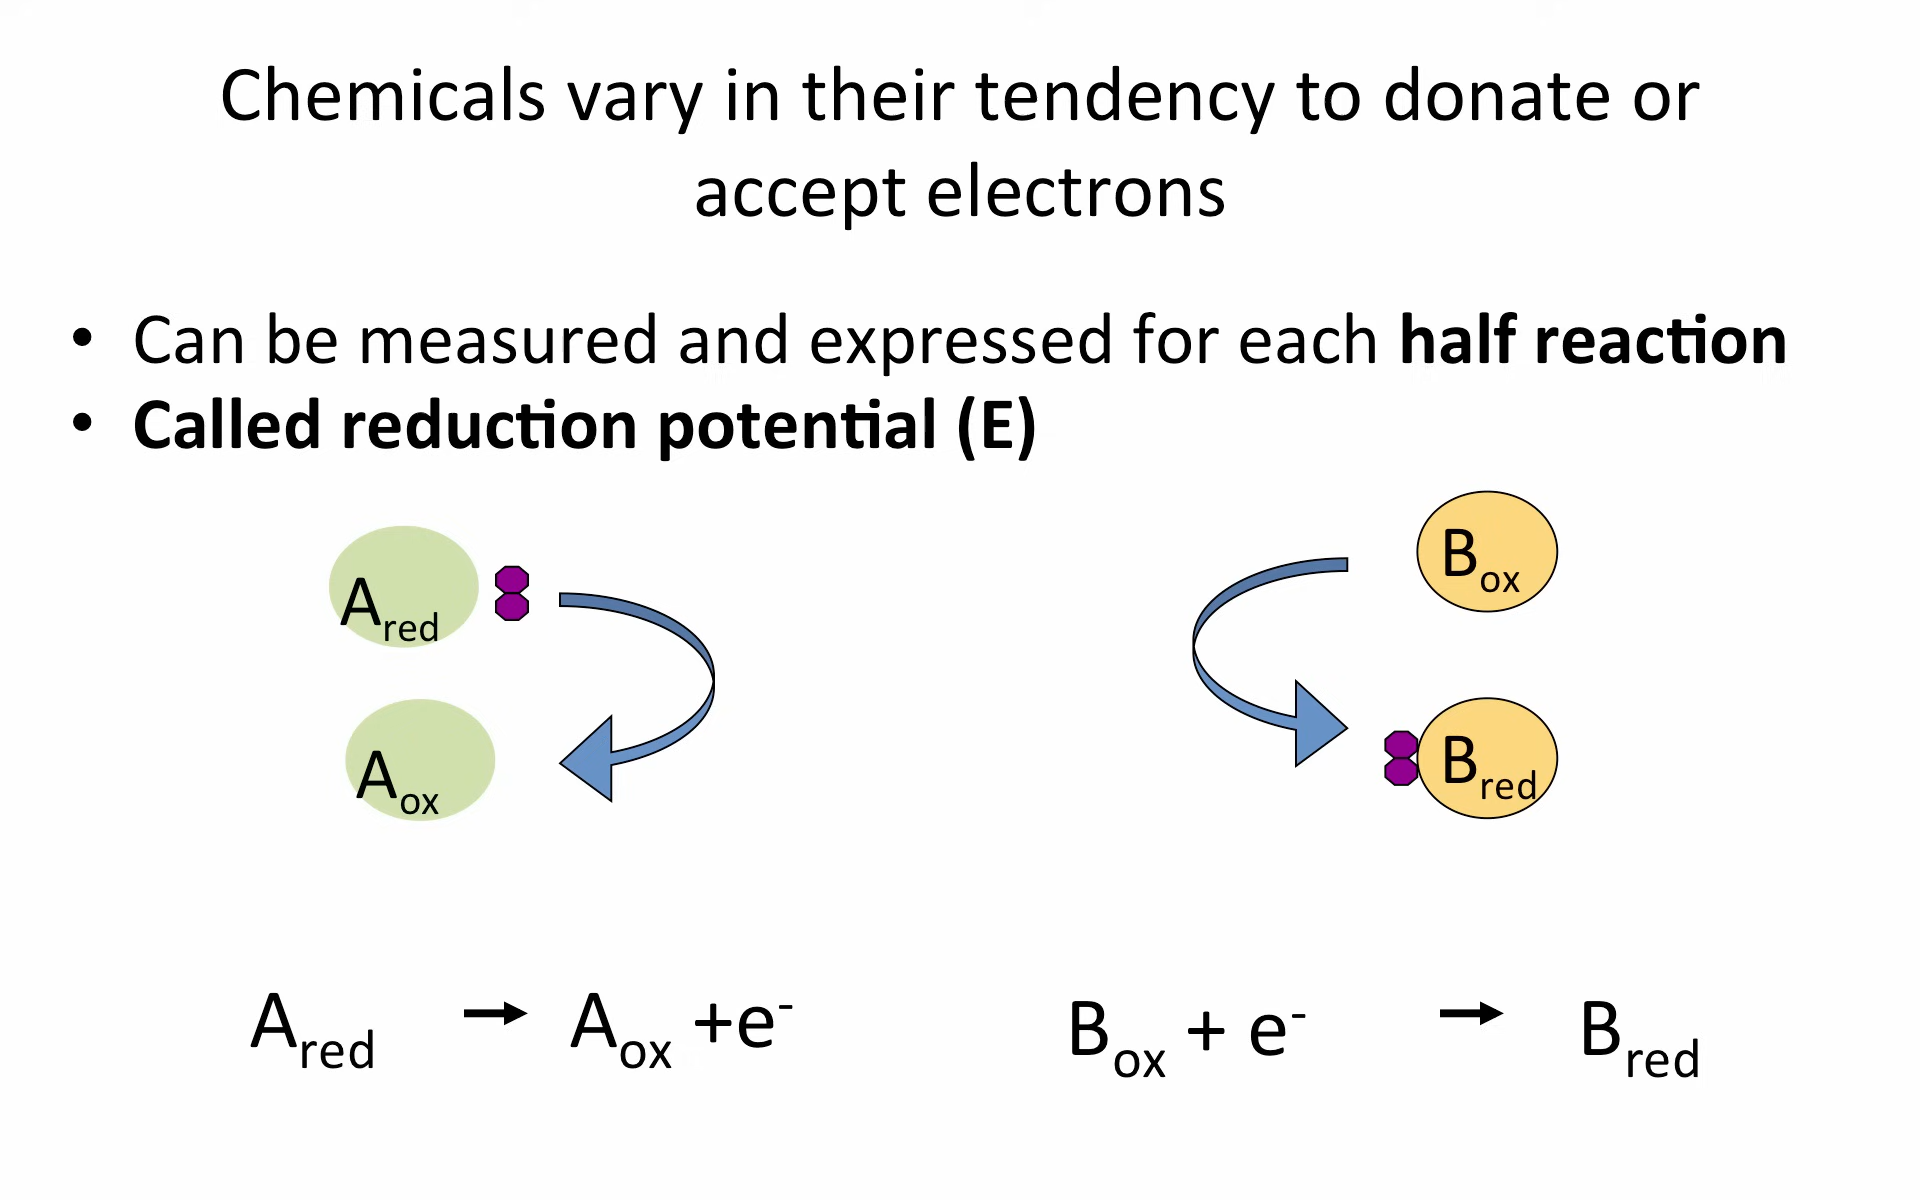 Chemicals vary in their tendency to donate or
accept electrons
• Can be measured and expressed for each half reaction
• Called reduction potential (E)
A_red
B_ox
A_ox
B_red
A_red → A_ox +e⁻
B_ox + e⁻ → B_red